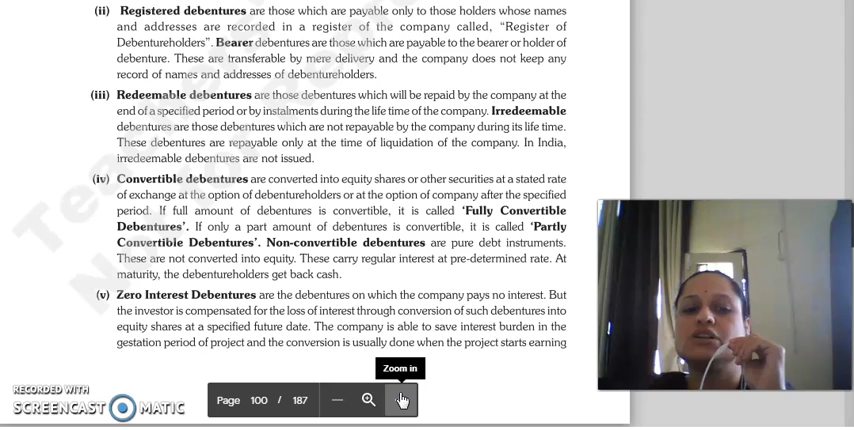 (ii) Registered debentures are those which are payable only to those holders whose names
and addresses are recorded in a register of the company called, “Register of
Debentureholders”. Bearer debentures are those which are payable to the bearer or holder of
debenture. These are transferable by mere delivery and the company does not keep any
record of names and addresses of debentureholders.
(iii) Redeemable debentures are those debentures which will be repaid by the company at the
end of a specified period or by instalments during the life time of the company. Irredeemable
debentures are those debentures which are not repayable by the company during its life time.
These debentures are repayable only at the time of liquidation of the company. In India,
irredeemable debentures are not issued.
(iv) Convertible debentures are converted into equity shares or other securities at a stated rate
of exchange at the option of debentureholders or at the option of company after the specified
period. If full amount of debentures is convertible, it is called ‘Fully Convertible
Debentures’. If only a part amount of debentures is convertible, it is called ‘Partly
Convertible Debentures’. Non-convertible debentures are pure debt instruments.
These are not converted into equity. These carry regular interest at pre-determined rate. At
maturity, the debentureholders get back cash.
(v) Zero Interest Debentures are the debentures on which the company pays no interest. But
the investor is compensated for the loss of interest through conversion of such debentures into
equity shares at a specified future date. The company is able to save interest burden in the
gestation period of project and the conversion is usually done when the project starts earning
Zoom in
Page 100 / 187
RECORDED WITH
SCREENCAST MATIC